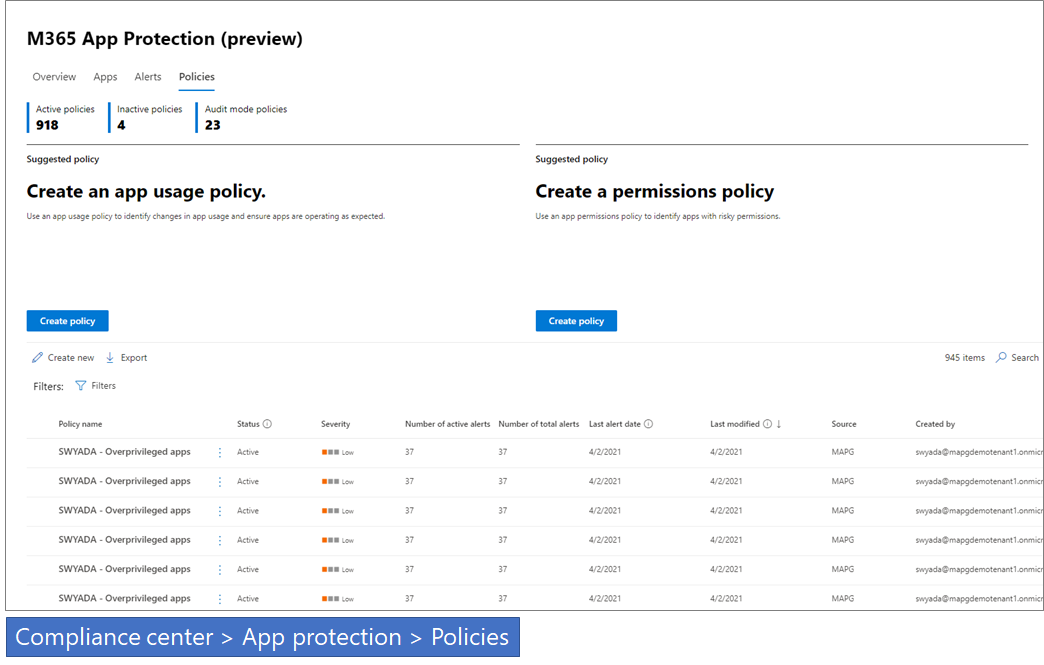 M365 App Protection (preview)
Overview Apps Alerts Policies
Active policies Inactive policies Audit mode policies
918 4 23
Suggested policy
Create an app usage policy.
Use an app usage policy to identify changes in app usage and ensure apps are operating as expected.
Create policy
Suggested policy
Create a permissions policy
Use an app permissions policy to identify apps with risky permissions.
Create policy
Create new Export 945 items Search
Filters: Filters
Policy name Status Severity Number of active alerts Number of total alerts Last alert date Last modified ↓ Source Created by
SWYADA - Overprivileged apps Active Low 37 37 4/2/2021 4/2/2021 MAPG swyada@mapgdemotenant1.onmicr
SWYADA - Overprivileged apps Active Low 37 37 4/2/2021 4/2/2021 MAPG swyada@mapgdemotenant1.onmicr
SWYADA - Overprivileged apps Active Low 37 37 4/2/2021 4/2/2021 MAPG swyada@mapgdemotenant1.onmicr
SWYADA - Overprivileged apps Active Low 37 37 4/2/2021 4/2/2021 MAPG swyada@mapgdemotenant1.onmicr
SWYADA - Overprivileged apps Active Low 37 37 4/2/2021 4/2/2021 MAPG swyada@mapgdemotenant1.onmicr
SWYADA - Overprivileged apps Active Low 37 37 4/2/2021 4/2/2021 MAPG swyada@mapgdemotenant1.onmicr
Compliance center > App protection > Policies